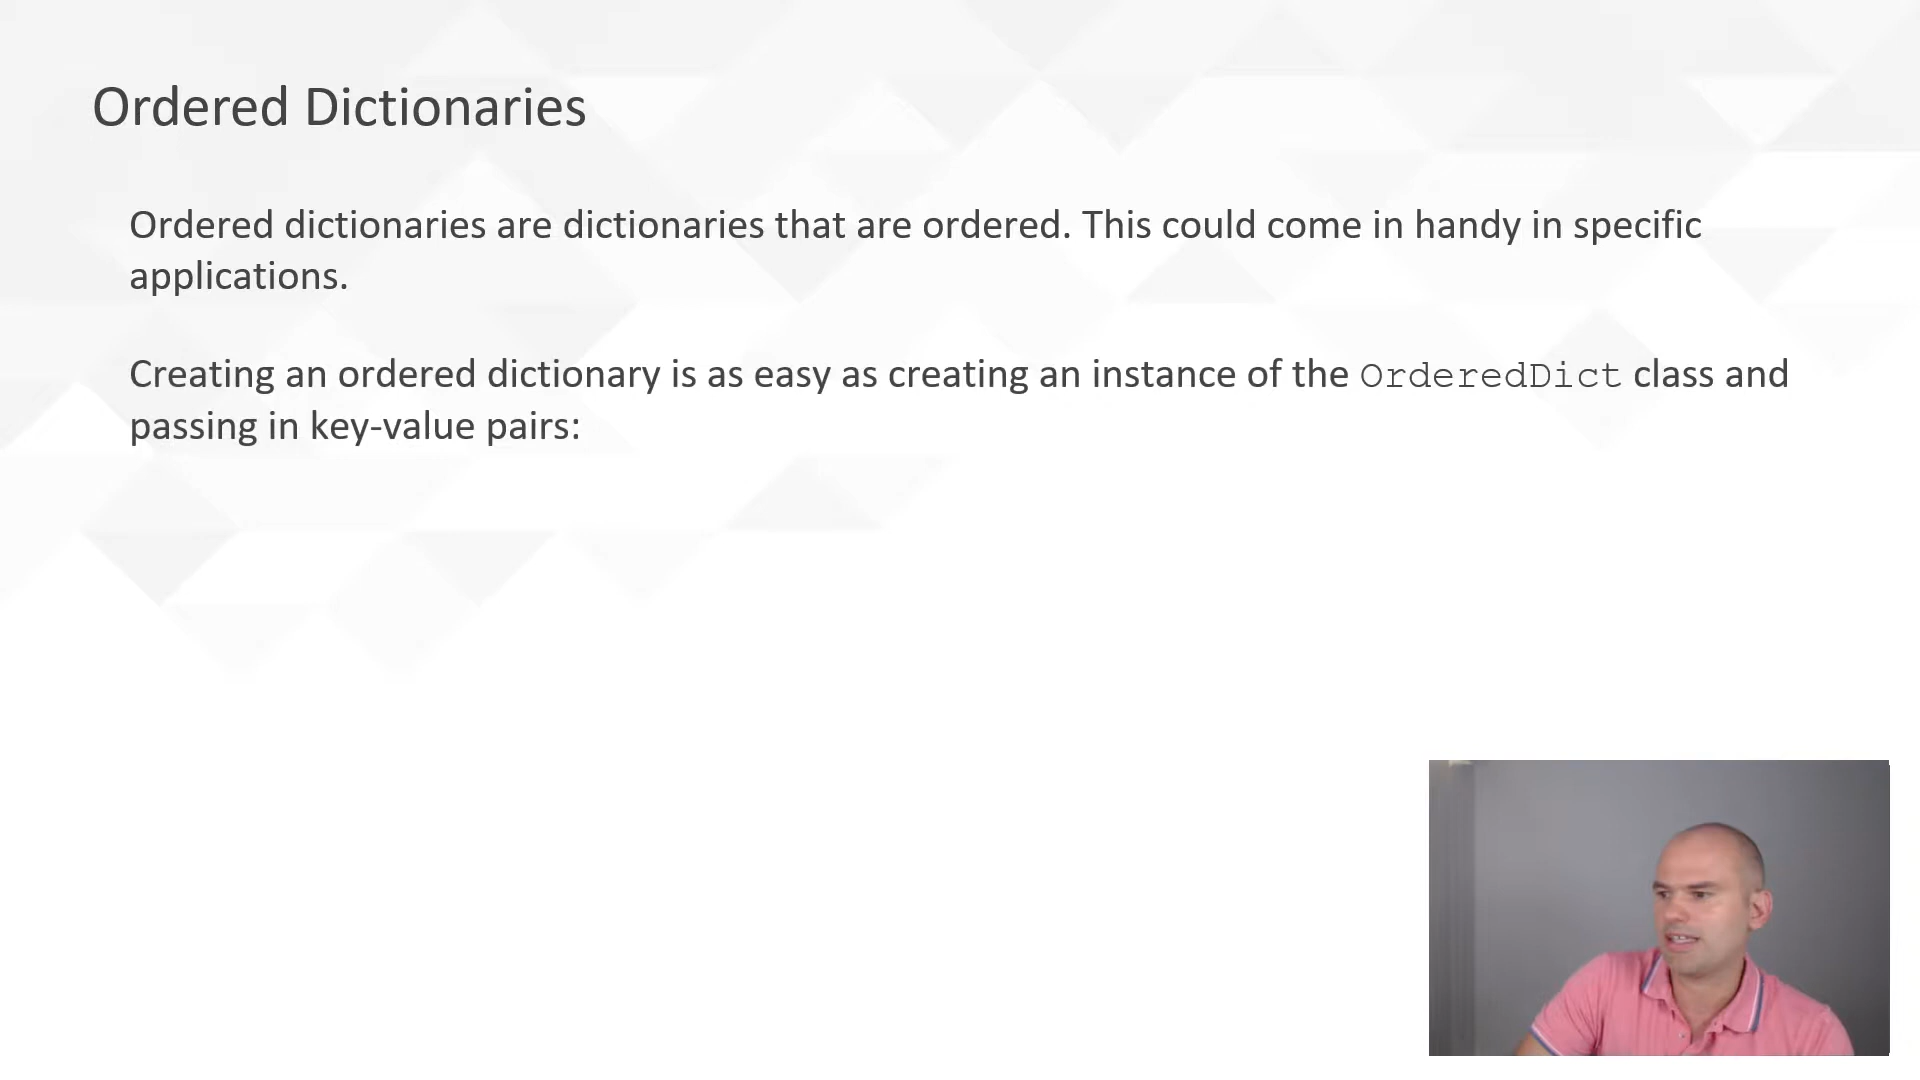 Ordered Dictionaries
Ordered dictionaries are dictionaries that are ordered. This could come in handy in specific
applications.
Creating an ordered dictionary is as easy as creating an instance of the OrderedDict class and
passing in key-value pairs: